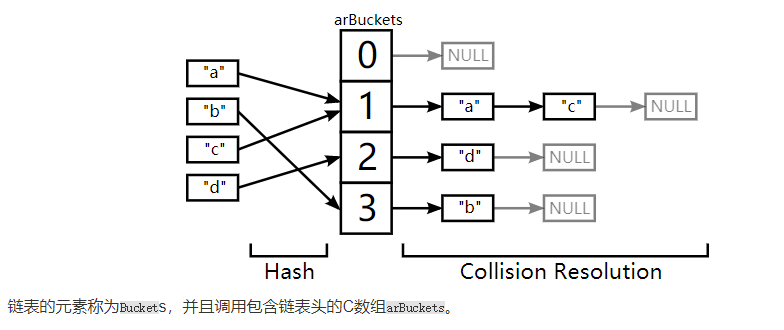 arBuckets
0 NULL
"a"
1 "a" "c" NULL
"b"
"c"
2 "d" NULL
"d"
3 "b" NULL
Hash Collision Resolution
链表的元素称为Buckets，并且调用包含链表头的C数组arBuckets。